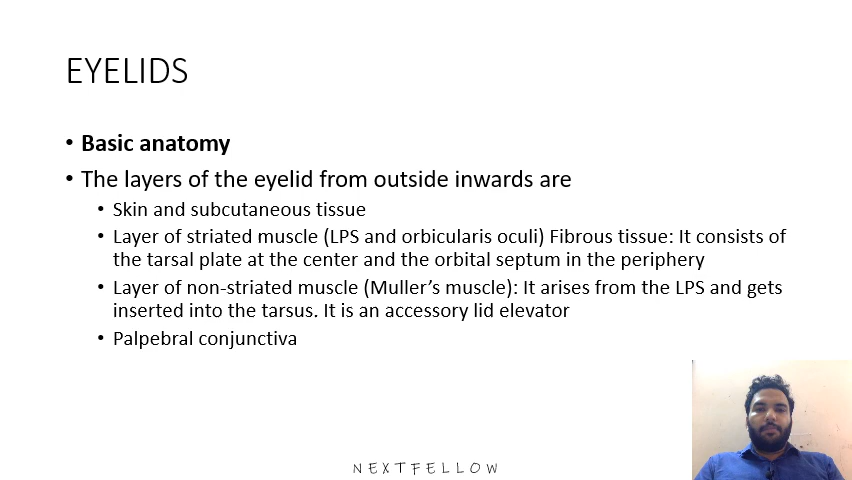 EYELIDS
• Basic anatomy
• The layers of the eyelid from outside inwards are
• Skin and subcutaneous tissue
• Layer of striated muscle (LPS and orbicularis oculi) Fibrous tissue: It consists of
the tarsal plate at the center and the orbital septum in the periphery
• Layer of non-striated muscle (Muller’s muscle): It arises from the LPS and gets
inserted into the tarsus. It is an accessory lid elevator
• Palpebral conjunctiva
NEXTFELLOW